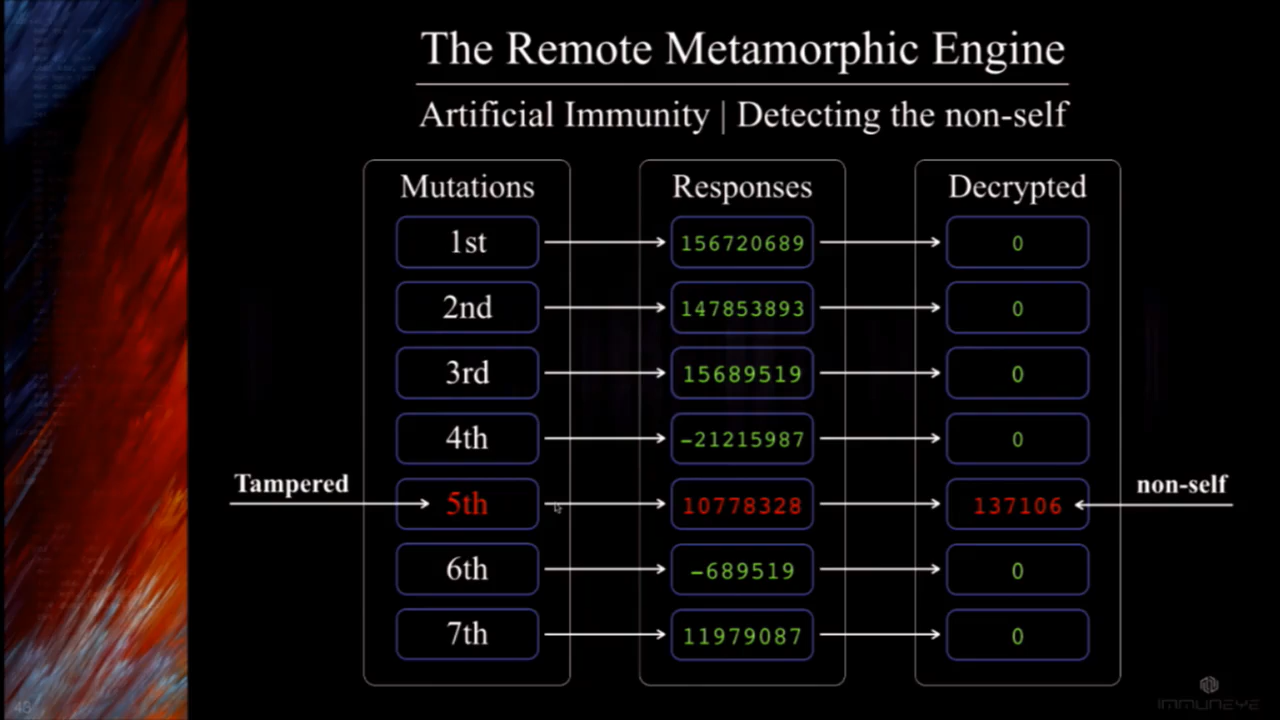 The Remote Metamorphic Engine
Artificial Immunity | Detecting the non-self
Mutations Responses Decrypted
1st 156720689 0
2nd 147853893 0
3rd 15689519 0
4th -21215987 0
Tampered 5th 10778328 137106 non-self
6th -689519 0
7th 11979087 0
48
IMMUNEYE